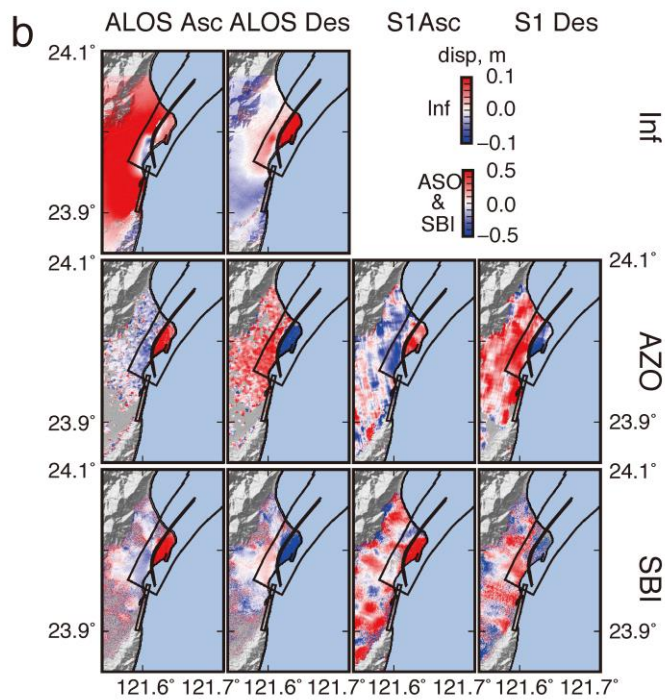 b
ALOS Asc ALOS Des S1Asc S1 Des
24.1°
23.9°
disp, m
Inf
0.1
0.0
−0.1
ASO
&
SBI
0.5
0.0
−0.5
Inf
24.1°
23.9°
24.1°
23.9°
AZO
24.1°
23.9°
24.1°
23.9°
SBI
121.6° 121.7° 121.6° 121.7° 121.6° 121.7° 121.6° 121.7°